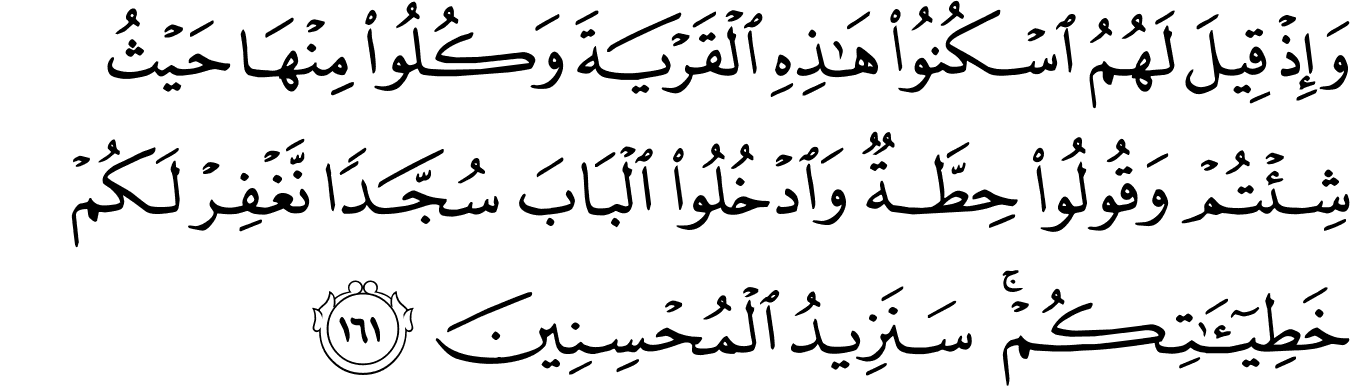 وَإِذْ قِيلَ لَهُمُ ٱسْكُنُوا۟ هَٰذِهِ ٱلْقَرْيَةَ وَكُلُوا۟ مِنْهَا حَيْثُ
شِئْتُمْ وَقُولُوا۟ حِطَّةٌ وَٱدْخُلُوا۟ ٱلْبَابَ سُجَّدًا نَّغْفِرْ لَكُمْ
خَطِيٓـَٔـٰتِكُمْ ۚ سَنَزِيدُ ٱلْمُحْسِنِينَ ١٦١